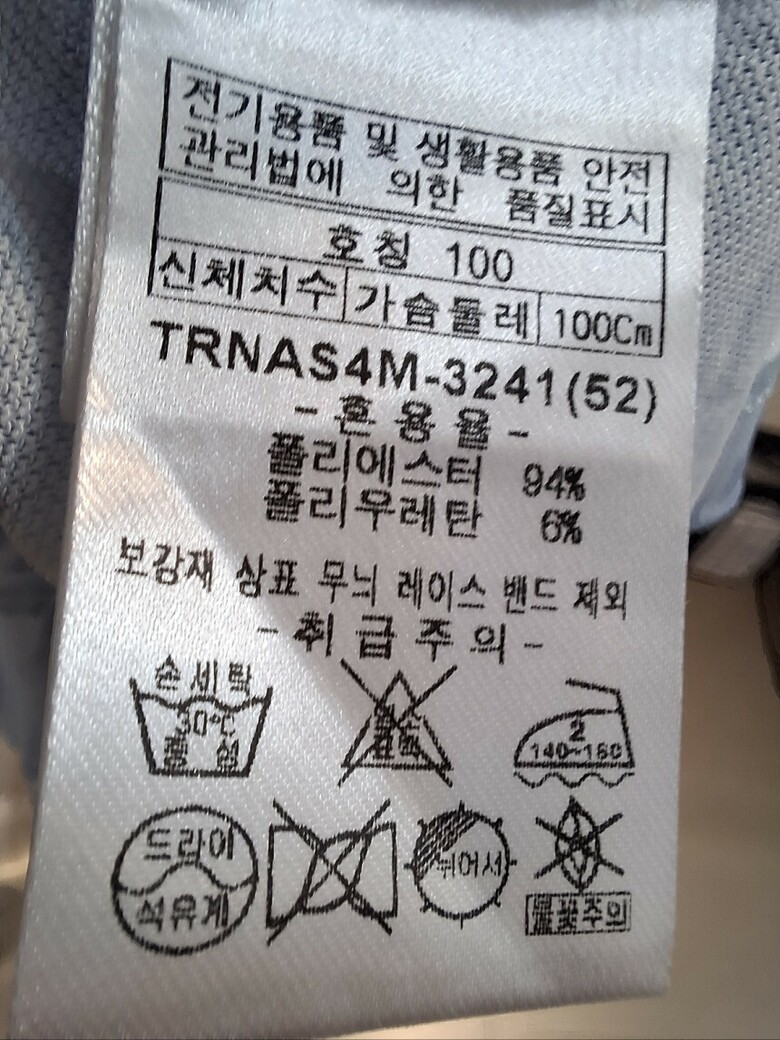 전기용품 및 생활용품 안전
관리법에 의한 품질표시
호칭 100
신체치수 가슴둘레 100Cm
TRNAS4M-3241(52)
- 혼 용 율 -
폴리에스터 94%
폴리우레탄 6%
보강재 상표 무늬 레이스 밴드 제외
- 취 급 주 의 -
손세탁
30℃
중성
염소
2
140~160
드라이
석유계
뉘어서
물꽃주의